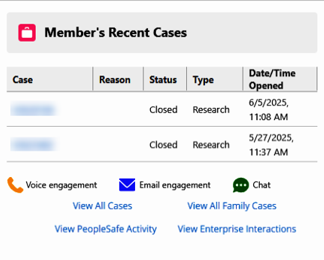 Member's Recent Cases
Case Reason Status Type Date/Time Opened
Closed Research 6/5/2025, 11:08 AM
Closed Research 5/27/2025, 11:37 AM
Voice engagement Email engagement Chat
View All Cases View All Family Cases
View PeopleSafe Activity View Enterprise Interactions